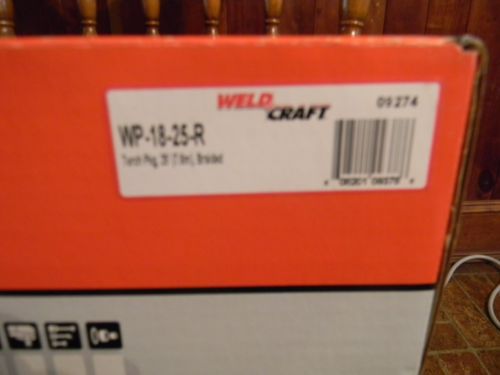 WELD CRAFT
09274
WP-18-25-R
Torch Pkg, 25' (7.6m), Braided